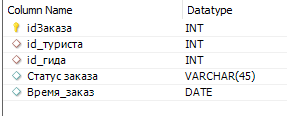 Column Name Datatype
idЗаказа INT
id_туриста INT
id_гида INT
Статус заказа VARCHAR(45)
Время_заказ DATE